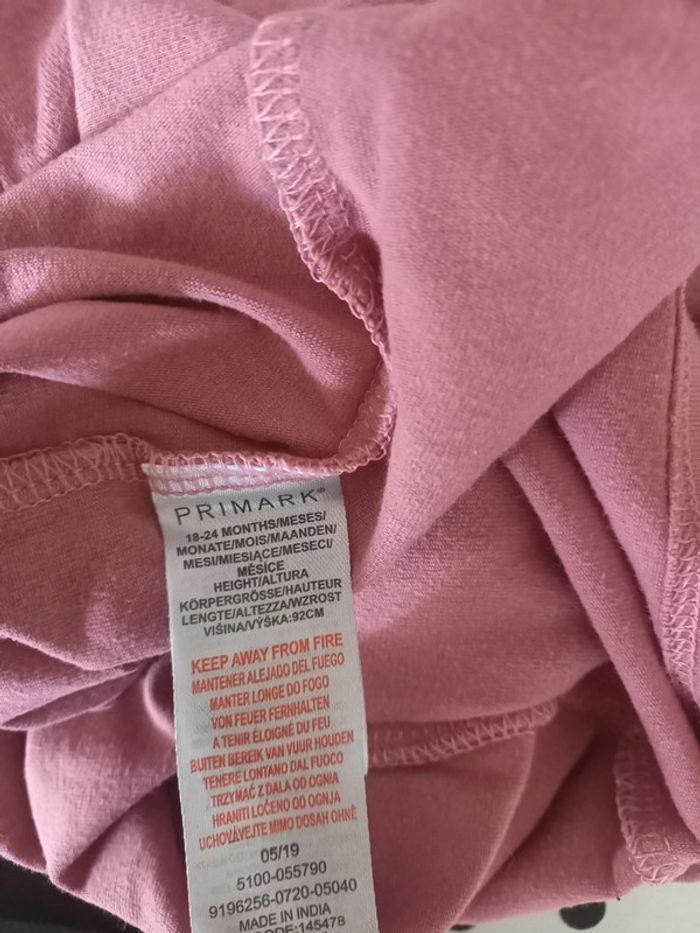 PRIMARK®
18-24 MONTHS/MESES/
MONATE/MOIS/MAANDEN/
MESI/MIESIĄCE/MESECI/
MĚSÍCE
HEIGHT/ALTURA
KÖRPERGRÖSSE/HAUTEUR
LENGTE/ALTEZZA/WZROST
VIŠINA/VÝŠKA:92CM
KEEP AWAY FROM FIRE
MANTENER ALEJADO DEL FUEGO
MANTER LONGE DO FOGO
VON FEUER FERNHALTEN
A TENIR ÉLOIGNÉ DU FEU
BUITEN BEREIK VAN VUUR HOUDEN
TENERE LONTANO DAL FUOCO
TRZYMAĆ Z DALA OD OGNIA
HRANITI LOČENO OD OGNJA
UCHOVÁVEJTE MIMO DOSAH OHNĚ
05/19
5100-055790
9196256-0720-05040
MADE IN INDIA
CODE:145478